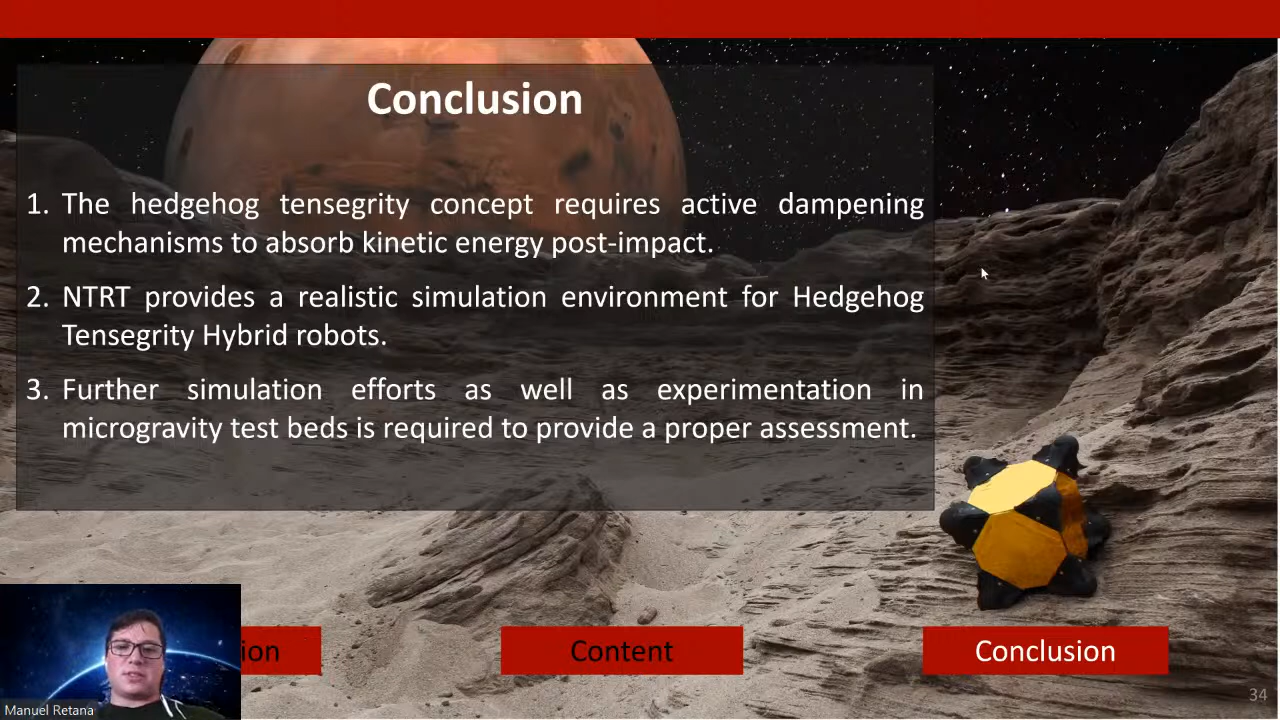 Conclusion
1. The hedgehog tensegrity concept requires active dampening
mechanisms to absorb kinetic energy post-impact.
2. NTRT provides a realistic simulation environment for Hedgehog
Tensegrity Hybrid robots.
3. Further simulation efforts as well as experimentation in
microgravity test beds is required to provide a proper assessment.
ion
Content
Conclusion
34
Manuel Retana